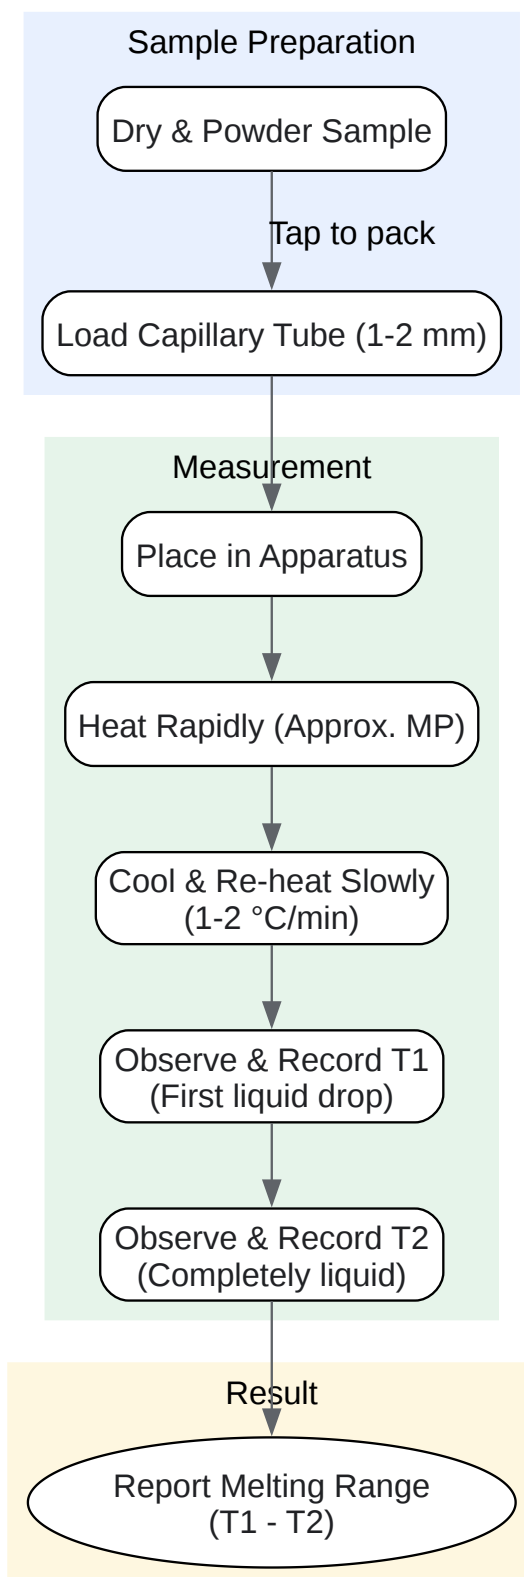 Sample Preparation
Dry & Powder Sample
Tap to pack
Load Capillary Tube (1-2 mm)
Measurement
Place in Apparatus
Heat Rapidly (Approx. MP)
Cool & Re-heat Slowly
(1-2 °C/min)
Observe & Record T1
(First liquid drop)
Observe & Record T2
(Completely liquid)
Result
Report Melting Range
(T1 - T2)